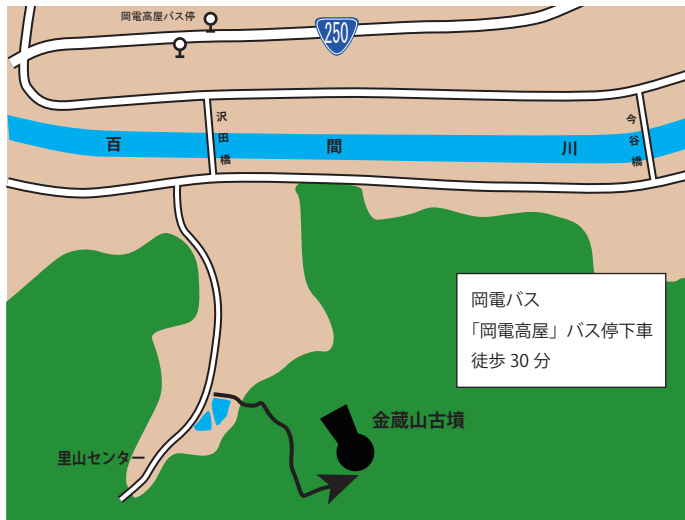 岡電高屋バス停
250
沢田橋
今谷橋
百間川
岡電バス
「岡電高屋」バス停下車
徒歩 30 分
金蔵山古墳
里山センター